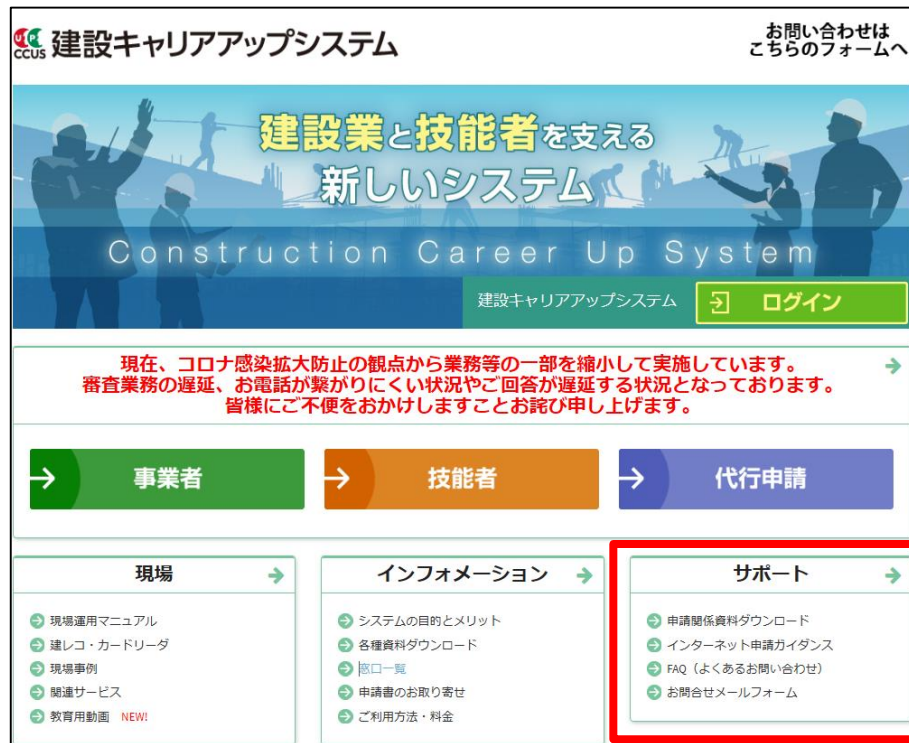 CCUS 建設キャリアアップシステム
お問い合わせは
こちらのフォームへ
建設業と技能者を支える
新しいシステム
Construction Career Up System
建設キャリアアップシステム
ログイン
現在、コロナ感染拡大防止の観点から業務等の一部を縮小して実施しています。
審査業務の遅延、お電話が繋がりにくい状況やご回答が遅延する状況となっております。
皆様にご不便をおかけしますことお詫び申し上げます。
事業者
技能者
代行申請
現場
現場運用マニュアル
建レコ・カードリーダ
現場事例
関連サービス
教育用動画 NEW!
インフォメーション
システムの目的とメリット
各種資料ダウンロード
窓口一覧
申請書のお取り寄せ
ご利用方法・料金
サポート
申請関係資料ダウンロード
インターネット申請ガイダンス
FAQ（よくあるお問い合わせ）
お問合せメールフォーム